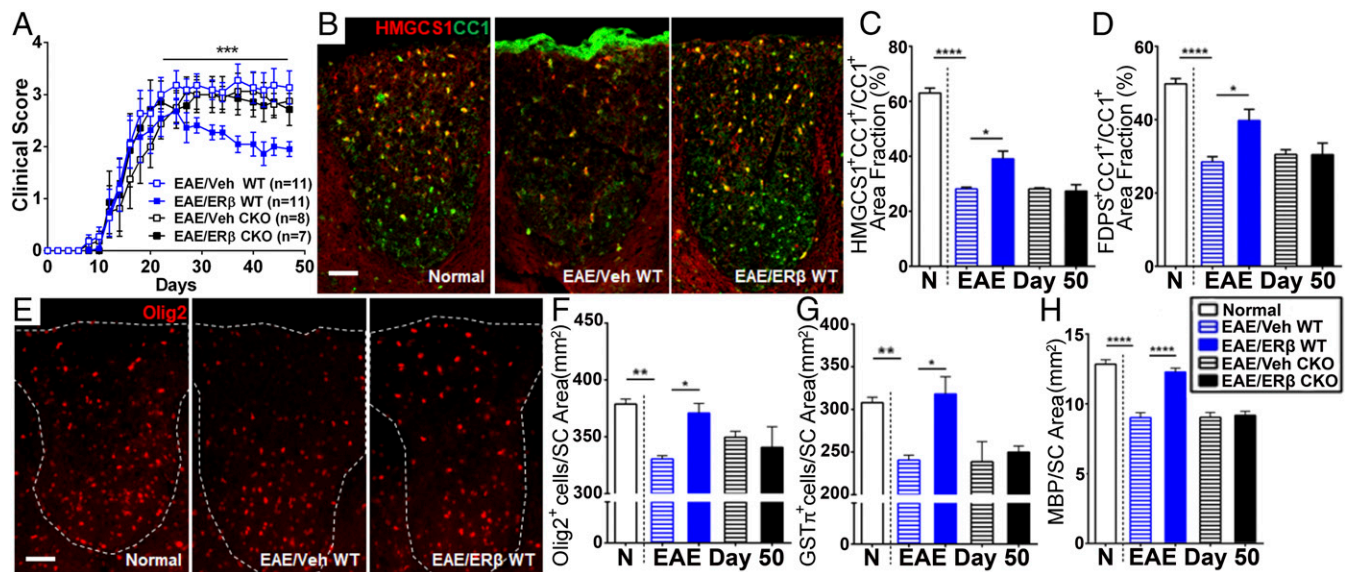 A
Clinical Score
4
3
2
1
0
***
EAE/Veh WT (n=11)
EAE/ERβ WT (n=11)
EAE/Veh CKO (n=8)
EAE/ERβ CKO (n=7)
0 10 20 30 40 50
Days
B
HMGCS1CC1
Normal
EAE/Veh WT
EAE/ERβ WT
C
HMGCS1⁺CC1⁺/CC1⁺
Area Fraction (%)
80
60
40
20
0
****
*
N EAE Day 50
D
FDPS⁺CC1⁺/CC1⁺
Area Fraction (%)
60
40
20
0
****
*
E
Olig2
Normal
EAE/Veh WT
EAE/ERβ WT
F
Olig2⁺ cells/SC Area(mm²)
450
400
350
300
0
**
*
N EAE Day 50
G
GSTπ⁺cells/SC Area(mm²)
400
350
300
250
200
0
**
*
N EAE Day 50
H
MBP/SC Area(mm²)
15
12
9
6
3
0
****
****
N EAE Day 50
Normal
EAE/Veh WT
EAE/ERβ WT
EAE/Veh CKO
EAE/ERβ CKO
N EAE Day 50